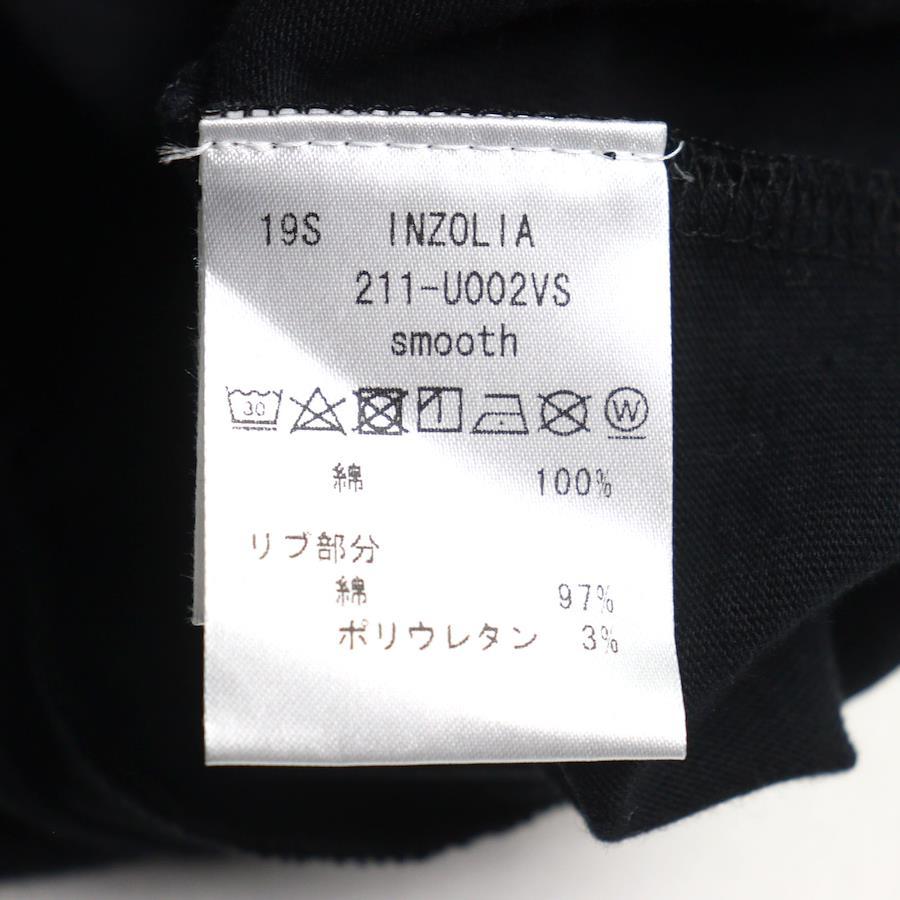 19S INZOLIA
211-U002VS
smooth
30 W
綿 100%
リブ部分
綿 97%
ポリウレタン 3%